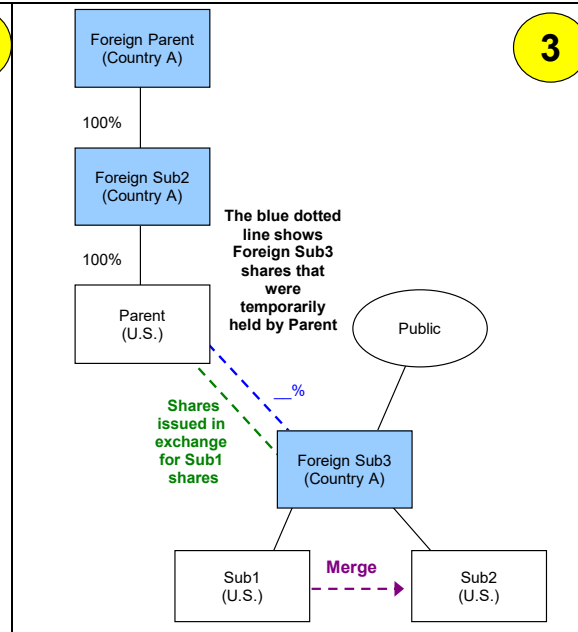 Foreign Parent
(Country A)
3
100%
Foreign Sub2
(Country A)
The blue dotted
line shows
Foreign Sub3
shares that
were
temporarily
held by Parent
100%
Parent
(U.S.)
Public
__%
Shares
issued in
exchange
for Sub1
shares
Foreign Sub3
(Country A)
Sub1
(U.S.)
Merge
Sub2
(U.S.)